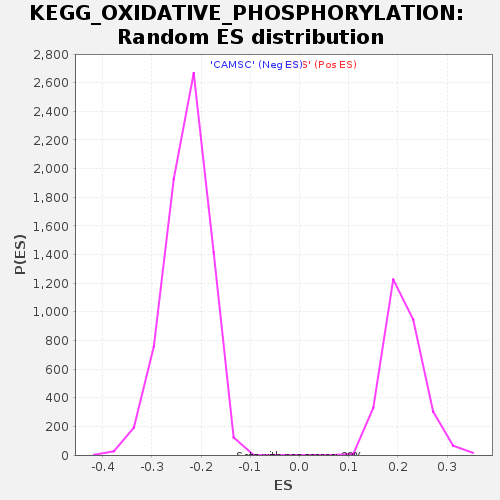 KEGG_OXIDATIVE_PHOSPHORYLATION:
Random ES distribution
'CAMSC' (Neg ES) S' (Pos ES)
2,800
2,600
2,400
2,200
2,000
1,800
1,600
1,400
1,200
1,000
800
600
400
200
0
P(ES)
-0.4 -0.3 -0.2 -0.1 0.0 0.1 0.2 0.3
ES